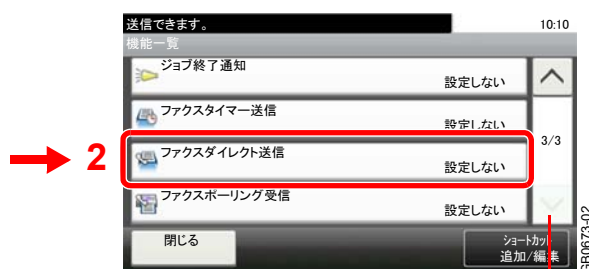 送信できます。
10:10
機能一覧
ジョブ終了通知
設定しない
ファクスタイマー送信
設定しない
3/3
2
ファクスダイレクト送信
設定しない
ファクスポーリング受信
設定しない
閉じる
ショートカット
追加/編集
GB0673-02